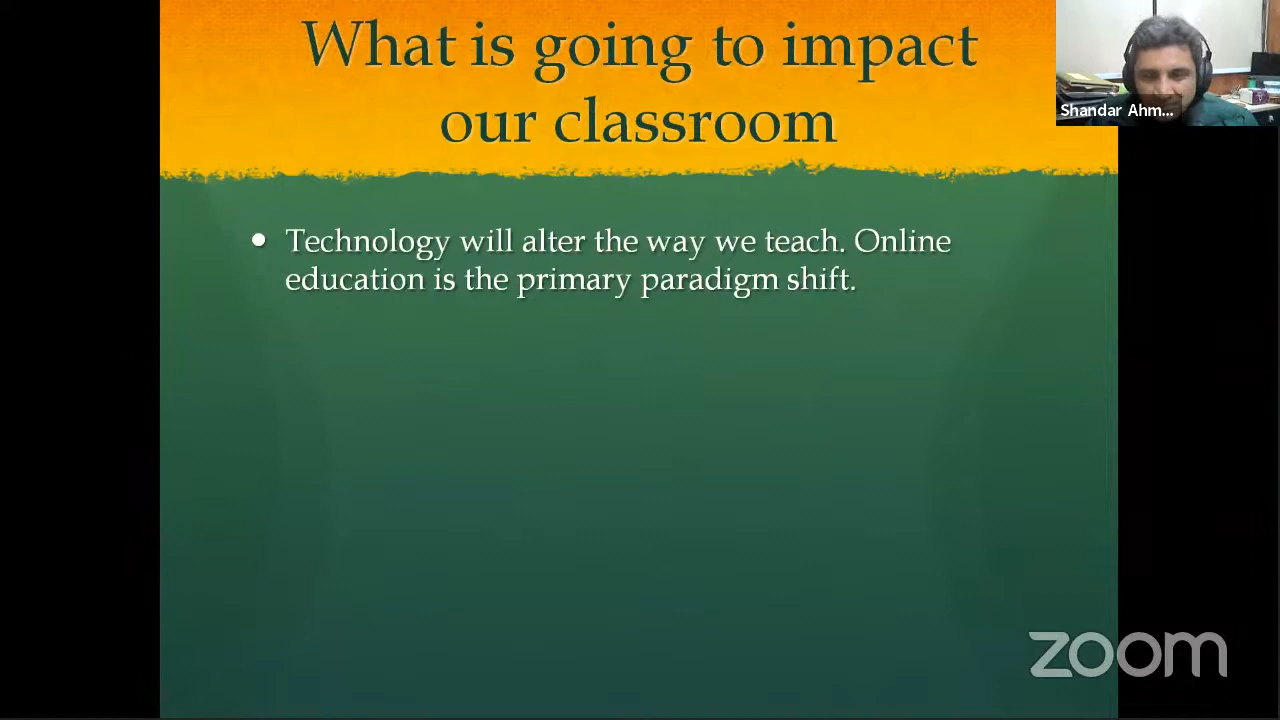 What is going to impact
our classroom
Shandar Ahm...
• Technology will alter the way we teach. Online
education is the primary paradigm shift.
zoom